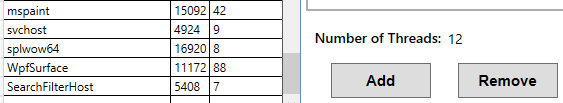 mspaint 15092 42
svchost 4924 9
splwow64 16920 8
WpfSurface 11172 88
SearchFilterHost 5408 7
Number of Threads: 12
Add Remove